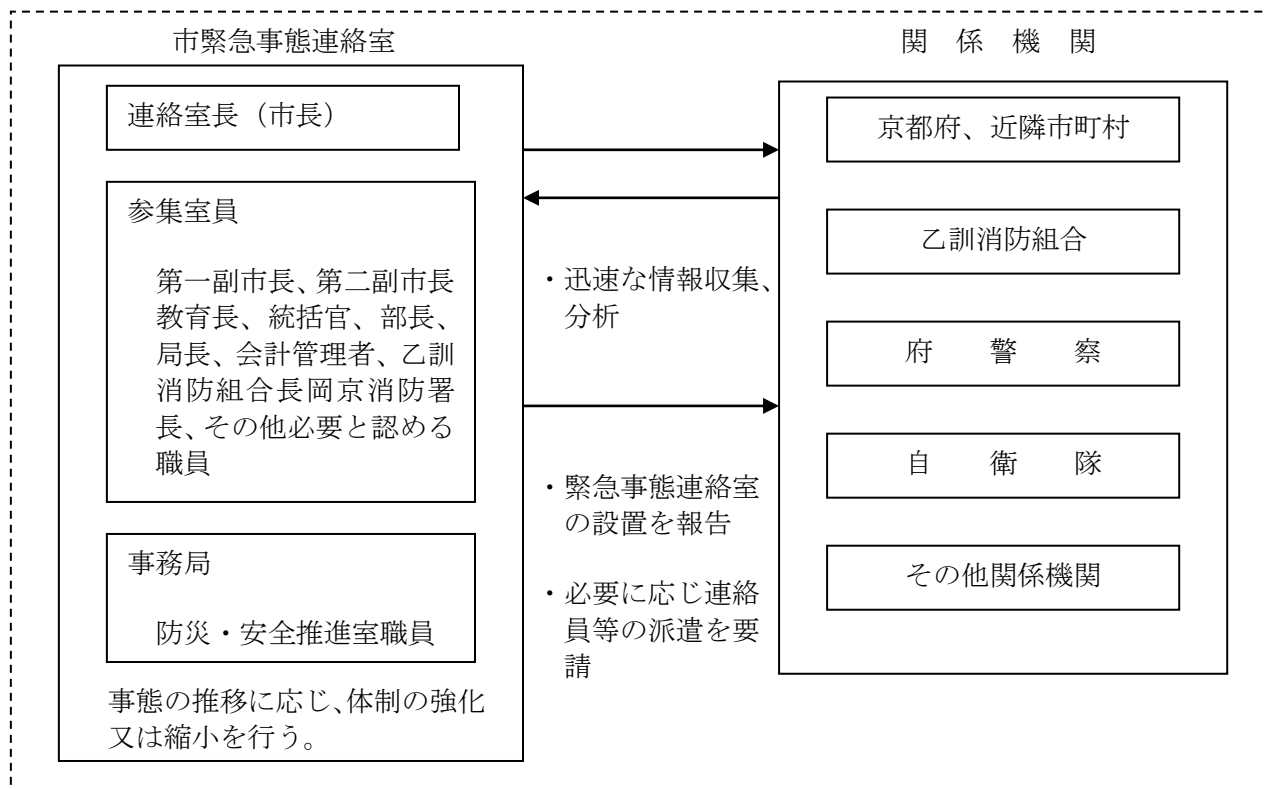 市緊急事態連絡室
連絡室長（市長）
参集室員
第一副市長、第二副市長
教育長、統括官、部長、
局長、会計管理者、乙訓
消防組合長岡京消防署
長、その他必要と認める
職員
事務局
防災・安全推進室職員
事態の推移に応じ、体制の強化
又は縮小を行う。
・迅速な情報収集、
分析
・緊急事態連絡室
の設置を報告
・必要に応じ連絡
員等の派遣を要
請
関　係　機　関
京都府、近隣市町村
乙訓消防組合
府　警　察
自　衛　隊
その他関係機関